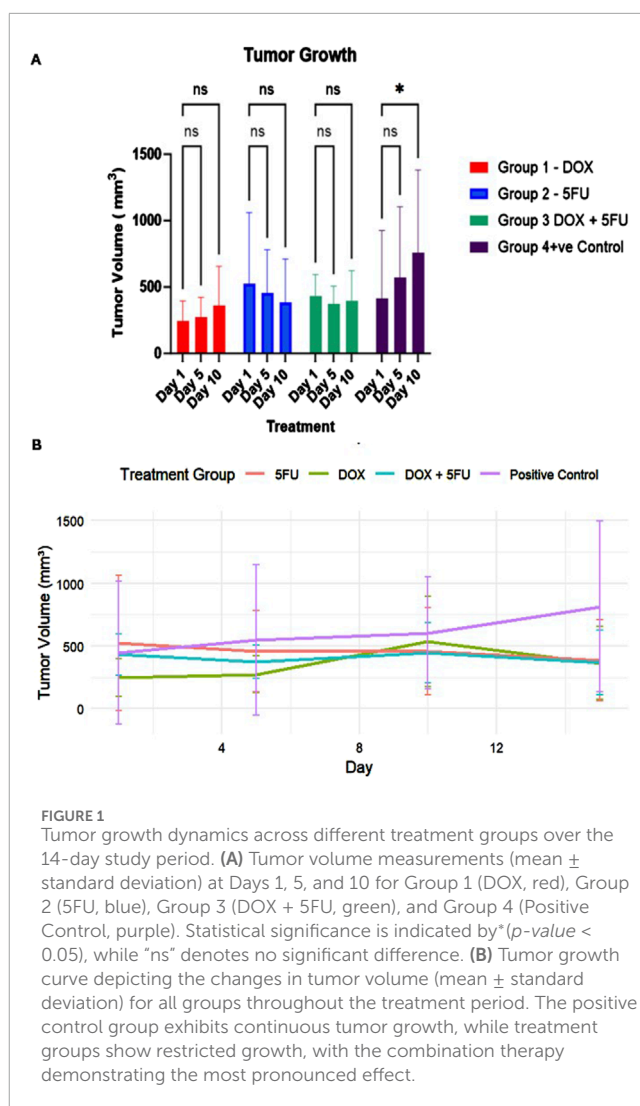 A
Tumor Growth
ns ns ns *
ns ns ns ns
1500
1000
500
0
Tumor Volume ( mm³)
Group 1 - DOX
Group 2 - 5FU
Group 3 DOX + 5FU
Group 4+ve Control
Day 1 Day 5 Day 10 Day 1 Day 5 Day 10 Day 1 Day 5 Day 10 Day 1 Day 5 Day 10
Treatment
B
Treatment Group 5FU DOX DOX + 5FU Positive Control
1500
1000
500
0
Tumor Volume (mm³)
4 8 12
Day
FIGURE 1
Tumor growth dynamics across different treatment groups over the
14-day study period. (A) Tumor volume measurements (mean ±
standard deviation) at Days 1, 5, and 10 for Group 1 (DOX, red), Group
2 (5FU, blue), Group 3 (DOX + 5FU, green), and Group 4 (Positive
Control, purple). Statistical significance is indicated by*(p-value <
0.05), while “ns” denotes no significant difference. (B) Tumor growth
curve depicting the changes in tumor volume (mean ± standard
deviation) for all groups throughout the treatment period. The positive
control group exhibits continuous tumor growth, while treatment
groups show restricted growth, with the combination therapy
demonstrating the most pronounced effect.